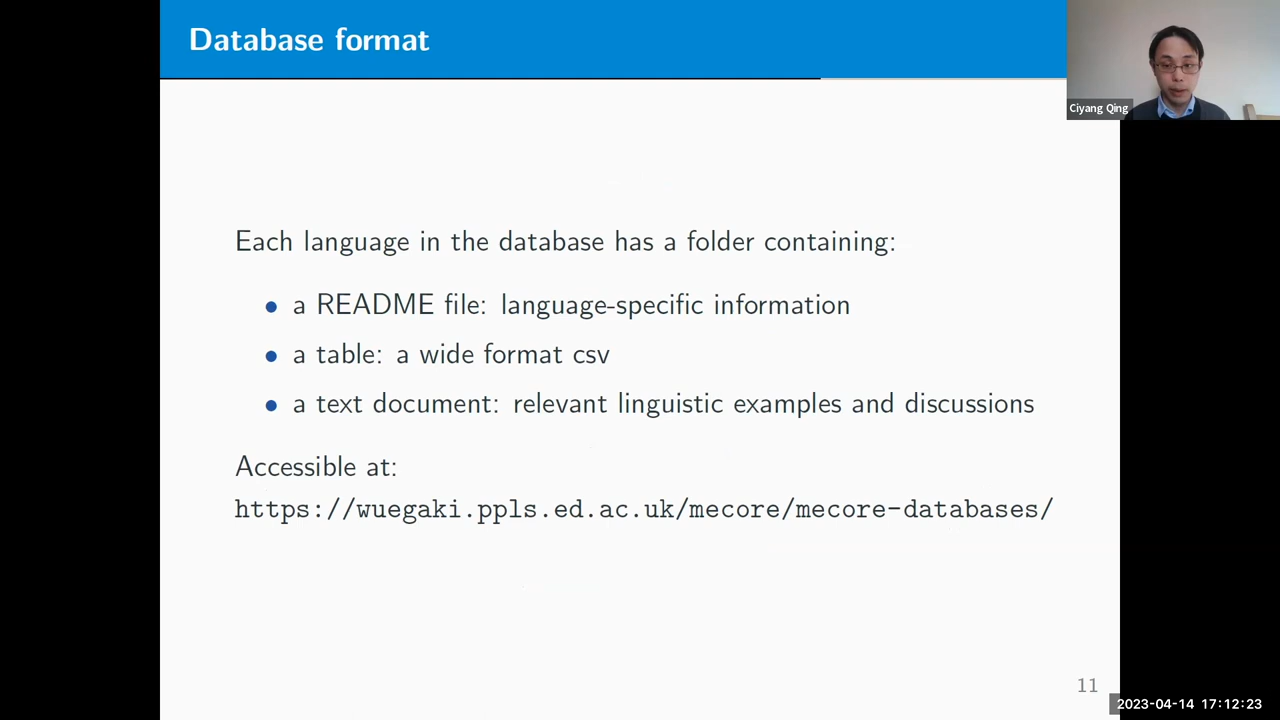 Database format
Ciyang Qing
Each language in the database has a folder containing:
• a README file: language-specific information
• a table: a wide format csv
• a text document: relevant linguistic examples and discussions
Accessible at:
https://wuegaki.ppls.ed.ac.uk/mecore/mecore-databases/
11
2023-04-14 17:12:23